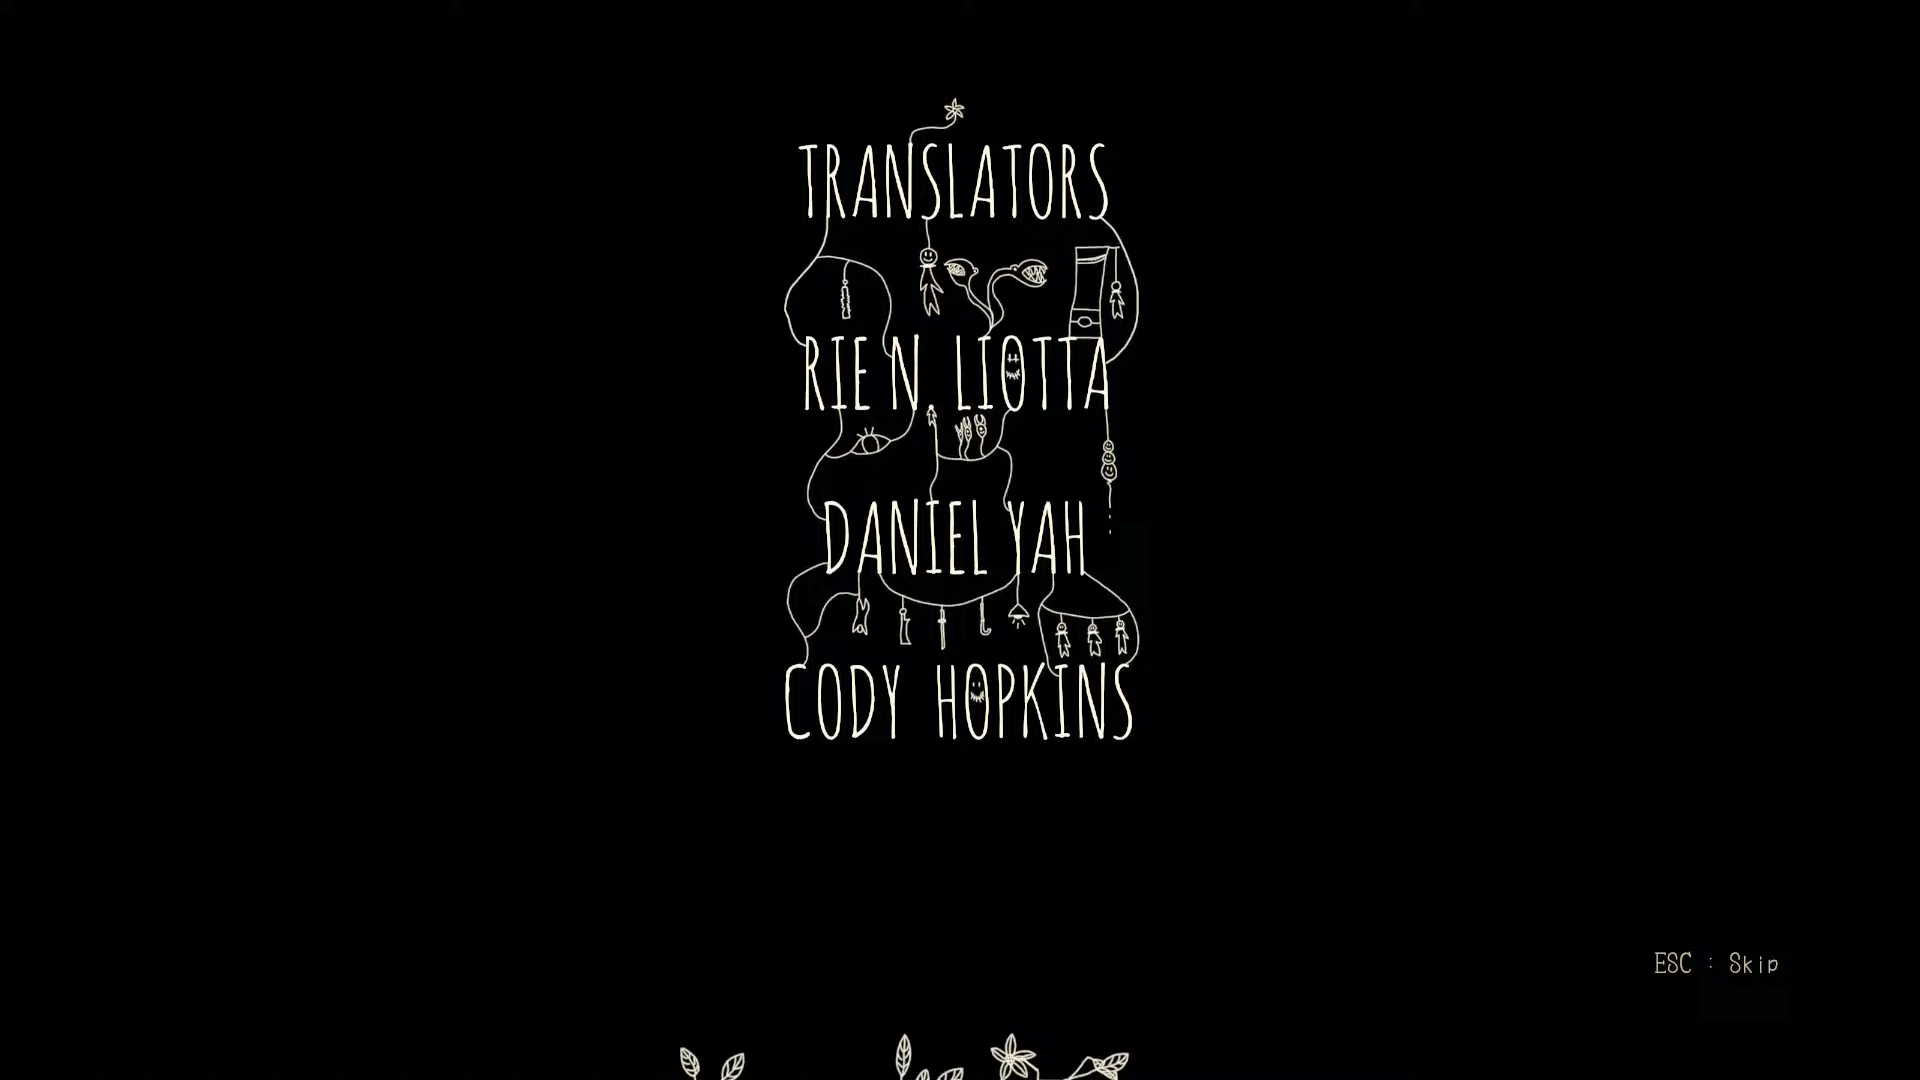 TRANSLATORS
RIE N. LIOTTA
DANIEL YAH
CODY HOPKINS
ESC : Skip